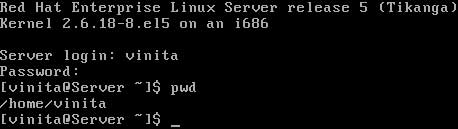 Red Hat Enterprise Linux Server release 5 (Tikanga)
Kernel 2.6.18-8.el5 on an i686
Server login: vinita
Password:
[vinita@Server ~]$ pwd
/home/vinita
[vinita@Server ~]$ _